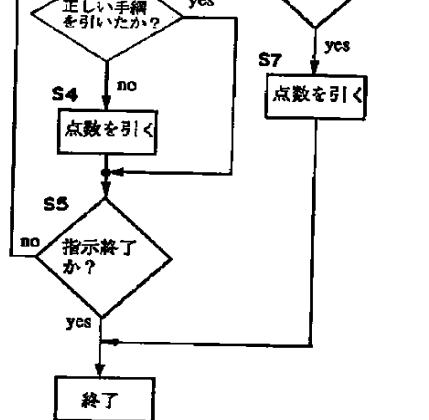 正しい手綱
を引いたか?
yes
no
S4
点数を引く
S5
指示終了
か?
no
yes
終了
yes
S7
点数を引く